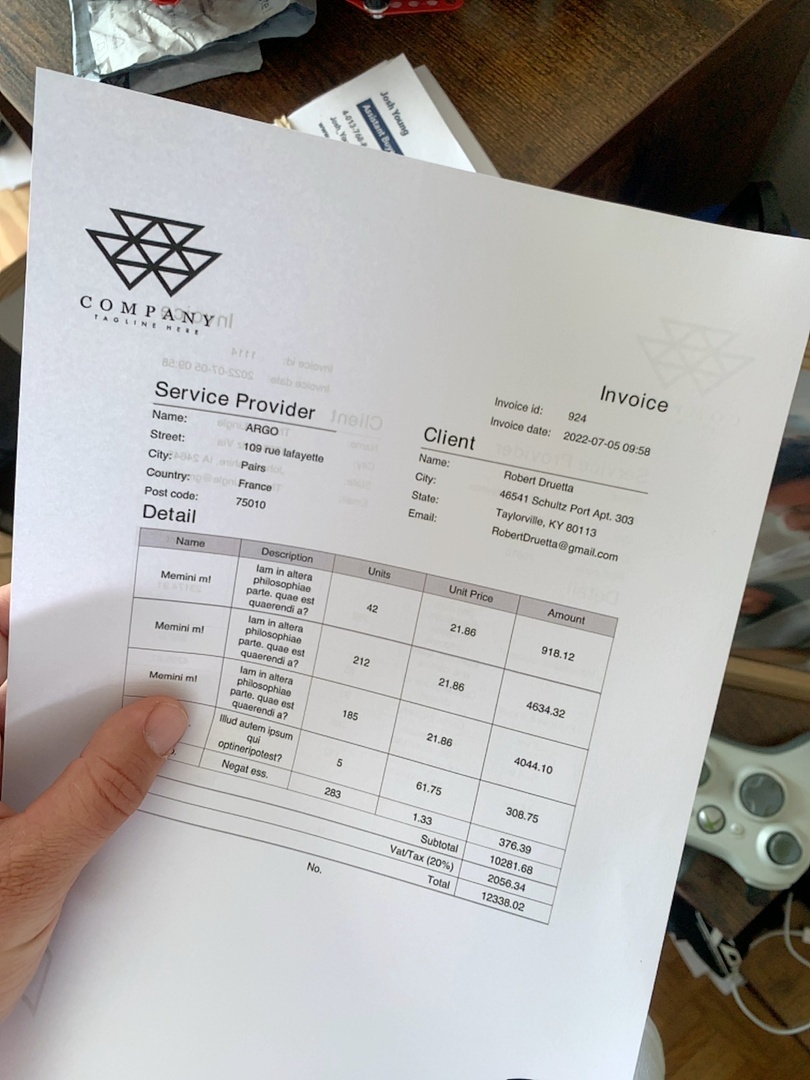 Josh Young
Assistant Buy
COMPANY
TAGLINE HERE
Invoice
Invoice id: 924
Invoice date: 2022-07-05 09:58
Service Provider
Name: ARGO
Street: 109 rue lafayette
City: Pairs
Country: France
Post code: 75010
Client
Name: Robert Druetta
City: 46541 Schultz Port Apt. 303
State: Taylorville, KY 80113
Email: RobertDruetta@gmail.com
Detail
Name Description Units Unit Price Amount
Memini m!
Iam in altera
philosophiae
parte. quae est
quaerendi a?
42 21.86 918.12
Memini m!
Iam in altera
philosophiae
parte. quae est
quaerendi a?
212 21.86 4634.32
Memini m!
Iam in altera
philosophiae
parte. quae est
quaerendi a?
185 21.86 4044.10
Illud autem ipsum
qui
optineripotest?
5 61.75 308.75
Negat ess. 283 1.33 376.39
Subtotal 10281.68
Vat/Tax (20%) 2056.34
Total 12338.02
No.